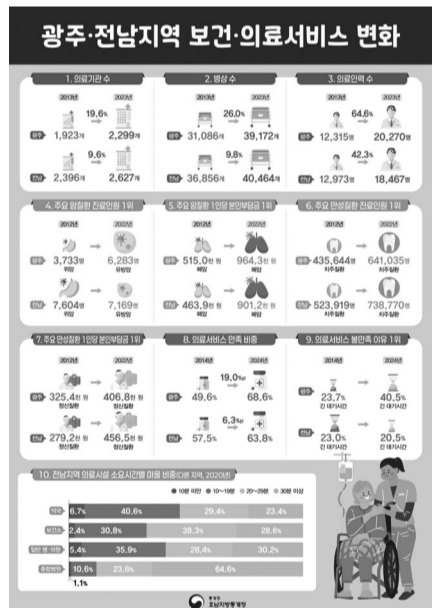 광주·전남지역 보건·의료서비스 변화
1. 의료기관 수
2013년 2023년
광주 1,923개 19,6% 2,299개
전남 2,396개 9,6% 2,627개
2. 병상 수
2013년 2023년
광주 31,086개 26,0% 39,172개
전남 36,856개 9,8% 40,464개
3. 의료인력 수
2013년 2023년
광주 12,315명 64,6% 20,270명
전남 12,973명 42,3% 18,467명
4. 주요 암질환 진료인원 1위
2012년 2022년
광주 3,733명 6,283명
위암 유방암
전남 7,604명 7,169명
위암 유방암
5. 주요 암질환 1인당 본인부담금 1위
2012년 2022년
광주 515,0천 원 964,3천 원
폐암 폐암
전남 463,9천 원 901,2천 원
폐암 폐암
6. 주요 만성질환 진료인원 1위
2012년 2022년
광주 435,644명 641,035명
치주질환 치주질환
전남 523,919명 738,770명
치주질환 치주질환
7. 주요 만성질환 1인당 본인부담금 1위
2012년 2022년
광주 325,4천 원 406,8천 원
정신질환 정신질환
전남 279,2천 원 456,5천 원
정신질환 정신질환
8. 의료서비스 만족 비중
2014년 2024년
광주 49,6% 19,0%p 68,6%
전남 57,5% 6,3%p 63,8%
9. 의료서비스 불만족 이유 1위
2014년 2024년
광주 23,7% 40,5%
긴 대기시간 긴 대기시간
전남 23,0% 20,5%
긴 대기시간 긴 대기시간
10. 전남지역 의료시설 소요시간별 마을 비중(다른 지역, 2020년)
10분 미만 10~19분 20~29분 30분 이상
약국 6,7% 40,6% 29,4% 23,4%
보건소 2,4% 30,8% 38,3% 28,6%
일반 병·의원 5,4% 35,9% 28,4% 30,2%
종합병원 10,6% 23,6% 64,6%
1,1%
통계청
호남지방통계청